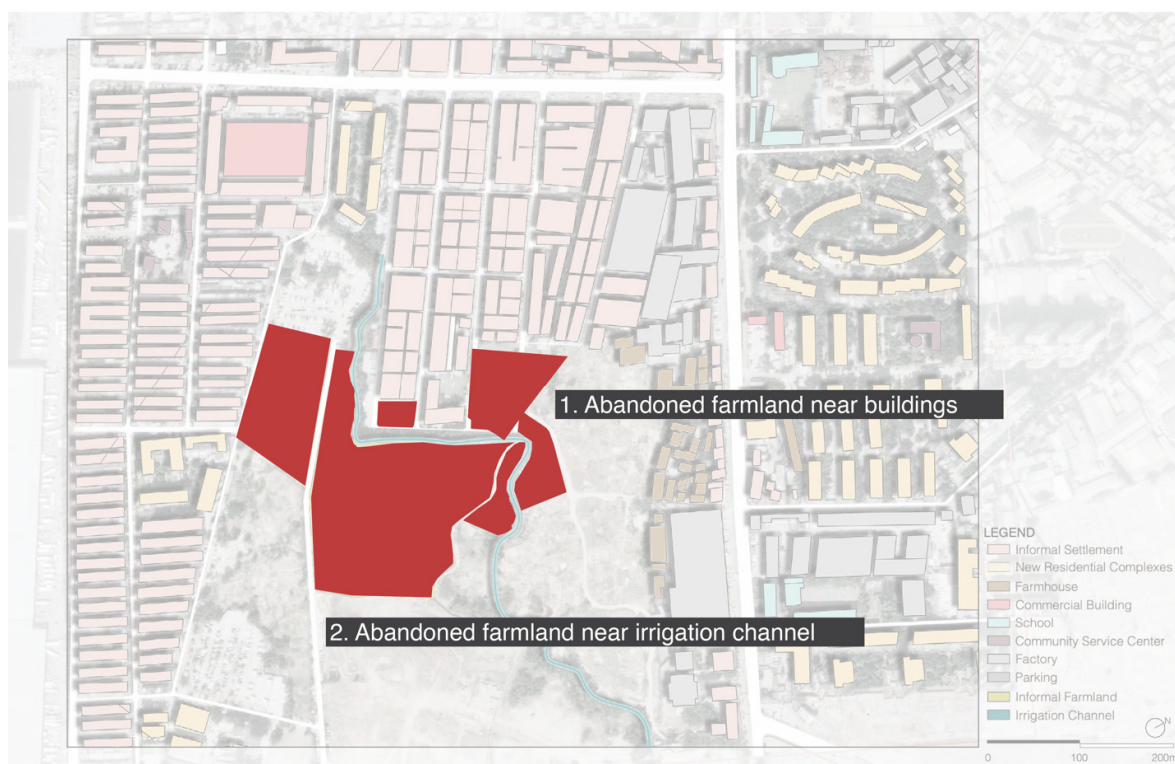 1. Abandoned farmland near buildings
2. Abandoned farmland near irrigation channel
LEGEND
Informal Settlement
New Residential Complexes
Farmhouse
Commercial Building
School
Community Service Center
Factory
Parking
Informal Farmland
Irrigation Channel
N
0 100 200m